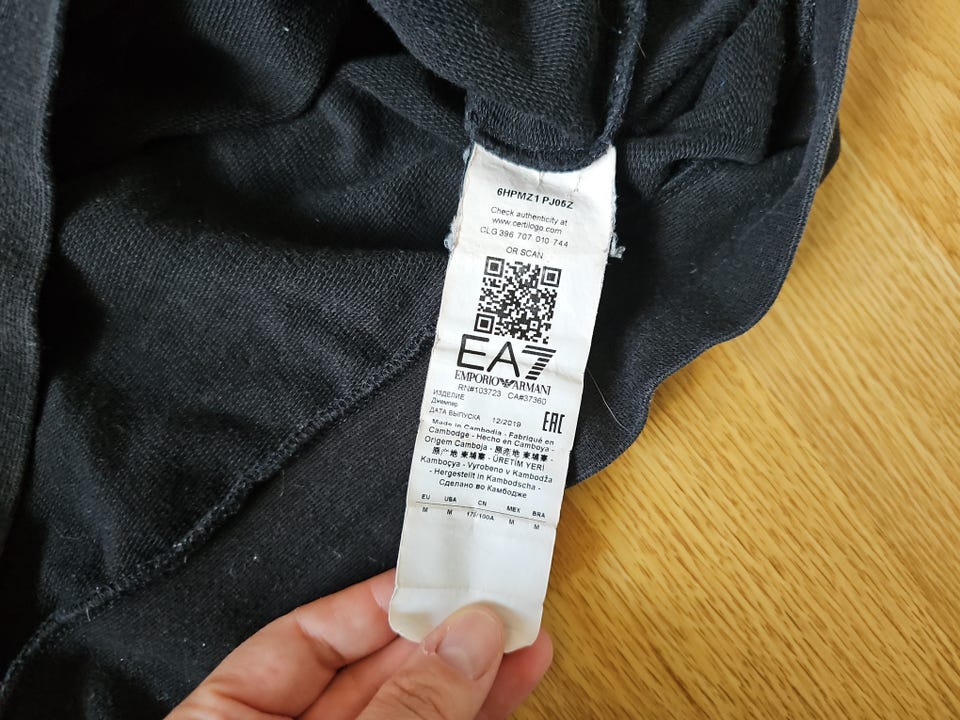 6HPMZ1 PJ05Z
Check authenticity at
www.certilogo.com
CLG 396 707 010 744
OR SCAN
EA7
EMPORIO ARMANI
RN#103723 CA#37360
ИЗДЕЛИЕ
Джемпер
ДАТА ВЫПУСКА 12/2019
EAC
Made in Cambodia - Fabriqué en
Cambodge - Hecho en Camboya -
Origem Camboja - 原産地 柬埔寨 -
原产地 柬埔寨 - ÜRETİM YERİ
Kamboçya - Vyrobeno v Kambodža
- Hergestellt in Kambodscha -
Сделано во Камбодже
EU USA CN MEX BRA
M M 175/100A M M